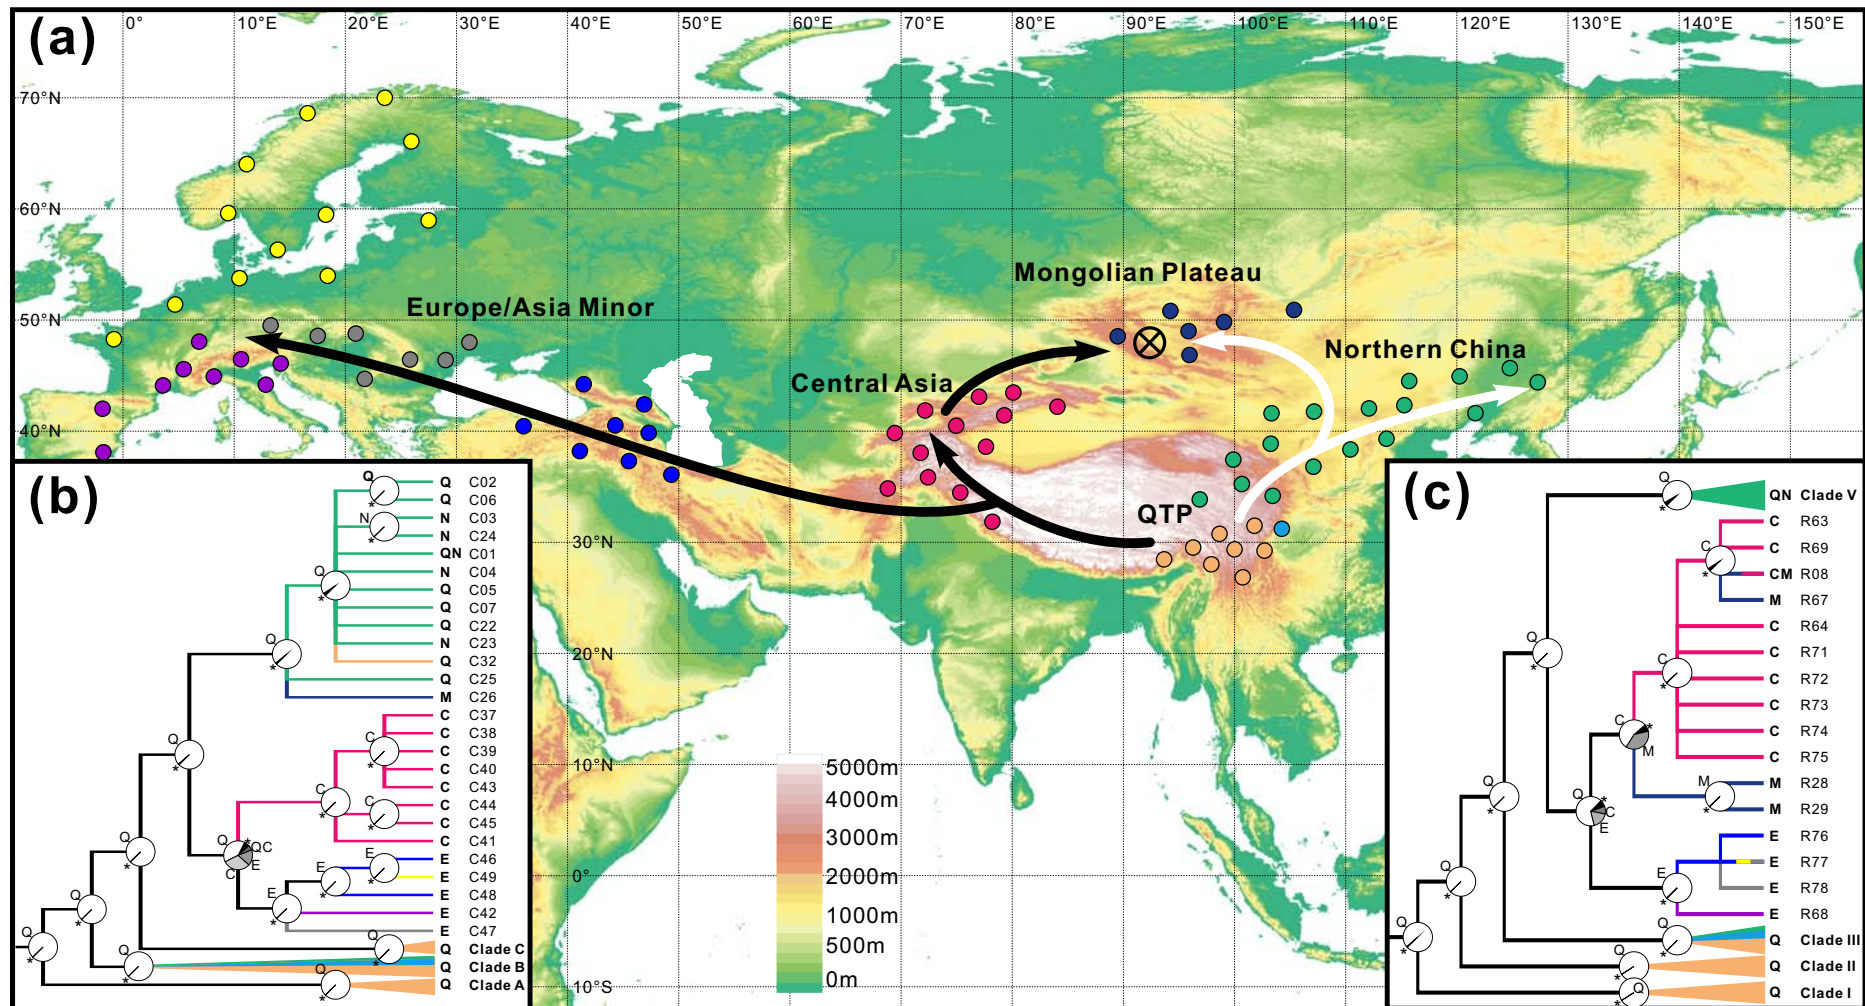 (a)
0° 10°E 20°E 30°E 40°E 50°E 60°E 70°E 80°E 90°E 100°E 110°E 120°E 130°E 140°E 150°E
70°N
60°N
50°N
40°N
30°N
20°N
10°N
0°
10°S
Mongolian Plateau
Europe/Asia Minor
Northern China
Central Asia
QTP
5000m
4000m
3000m
2000m
1000m
500m
0m
(b)
Q C02
Q C06
N C03
N C24
QN C01
N C04
Q C05
Q C07
Q C22
N C23
Q C32
Q C25
M C26
C C37
C C38
C C39
C C40
C C43
C C44
C C45
C C41
E C46
E C49
E C48
E C42
E C47
Q Clade C
Q Clade B
Q Clade A
Q
*
N
*
Q
*
Q
*
Q
*
C
*
C
*
C
*
Q
*
QC
E
C
E
*
E
*
E
*
Q
*
Q
*
Q
*
Q
*
Q
*
(c)
QN Clade V
C R63
C R69
CM R08
M R67
C R64
C R71
C R72
C R73
C R74
C R75
M R28
M R29
E R76
E R77
E R78
E R68
Q Clade III
Q Clade II
Q Clade I
Q
*
C
*
Q
*
C
*
C
*
M
M
*
Q
*
C
E
Q
*
E
*
Q
*
Q
*
Q
*
Q
*
Q
*